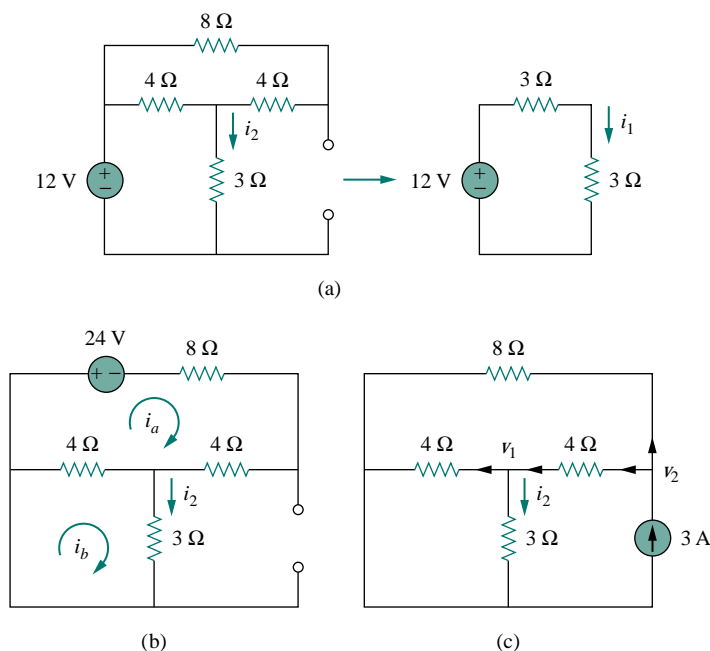 8 Ω
4 Ω 4 Ω
i2
12 V + − 3 Ω
3 Ω
i1
12 V + − 3 Ω
(a)
24 V
+ −
8 Ω
ia
4 Ω 4 Ω
i2
ib
3 Ω
(b)
8 Ω
4 Ω v1 4 Ω
v2
i2
3 Ω
3 A
(c)